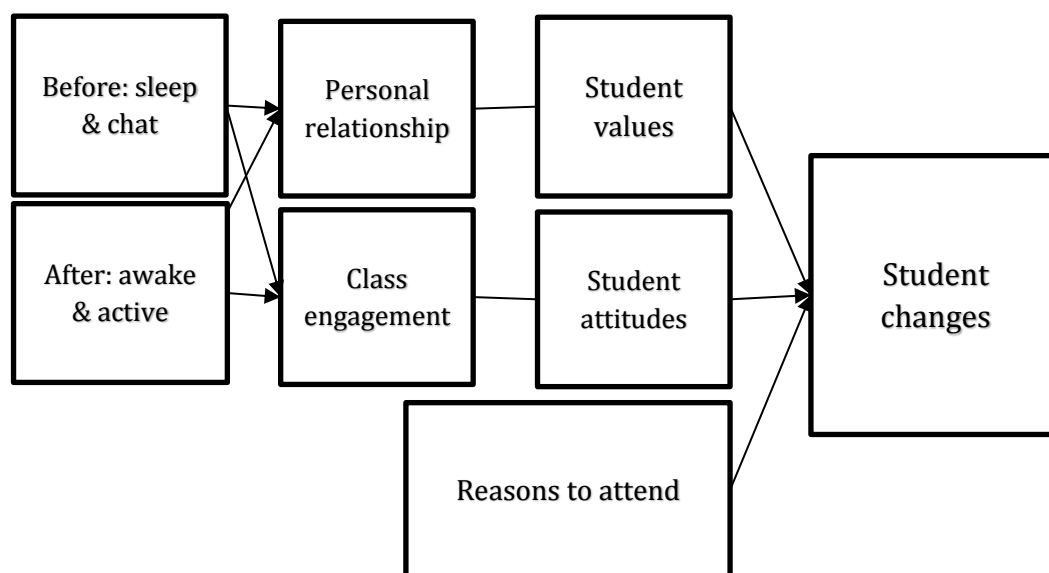 Before: sleep
& chat
Personal
relationship
Student
values
After: awake
& active
Class
engagement
Student
attitudes
Student
changes
Reasons to attend